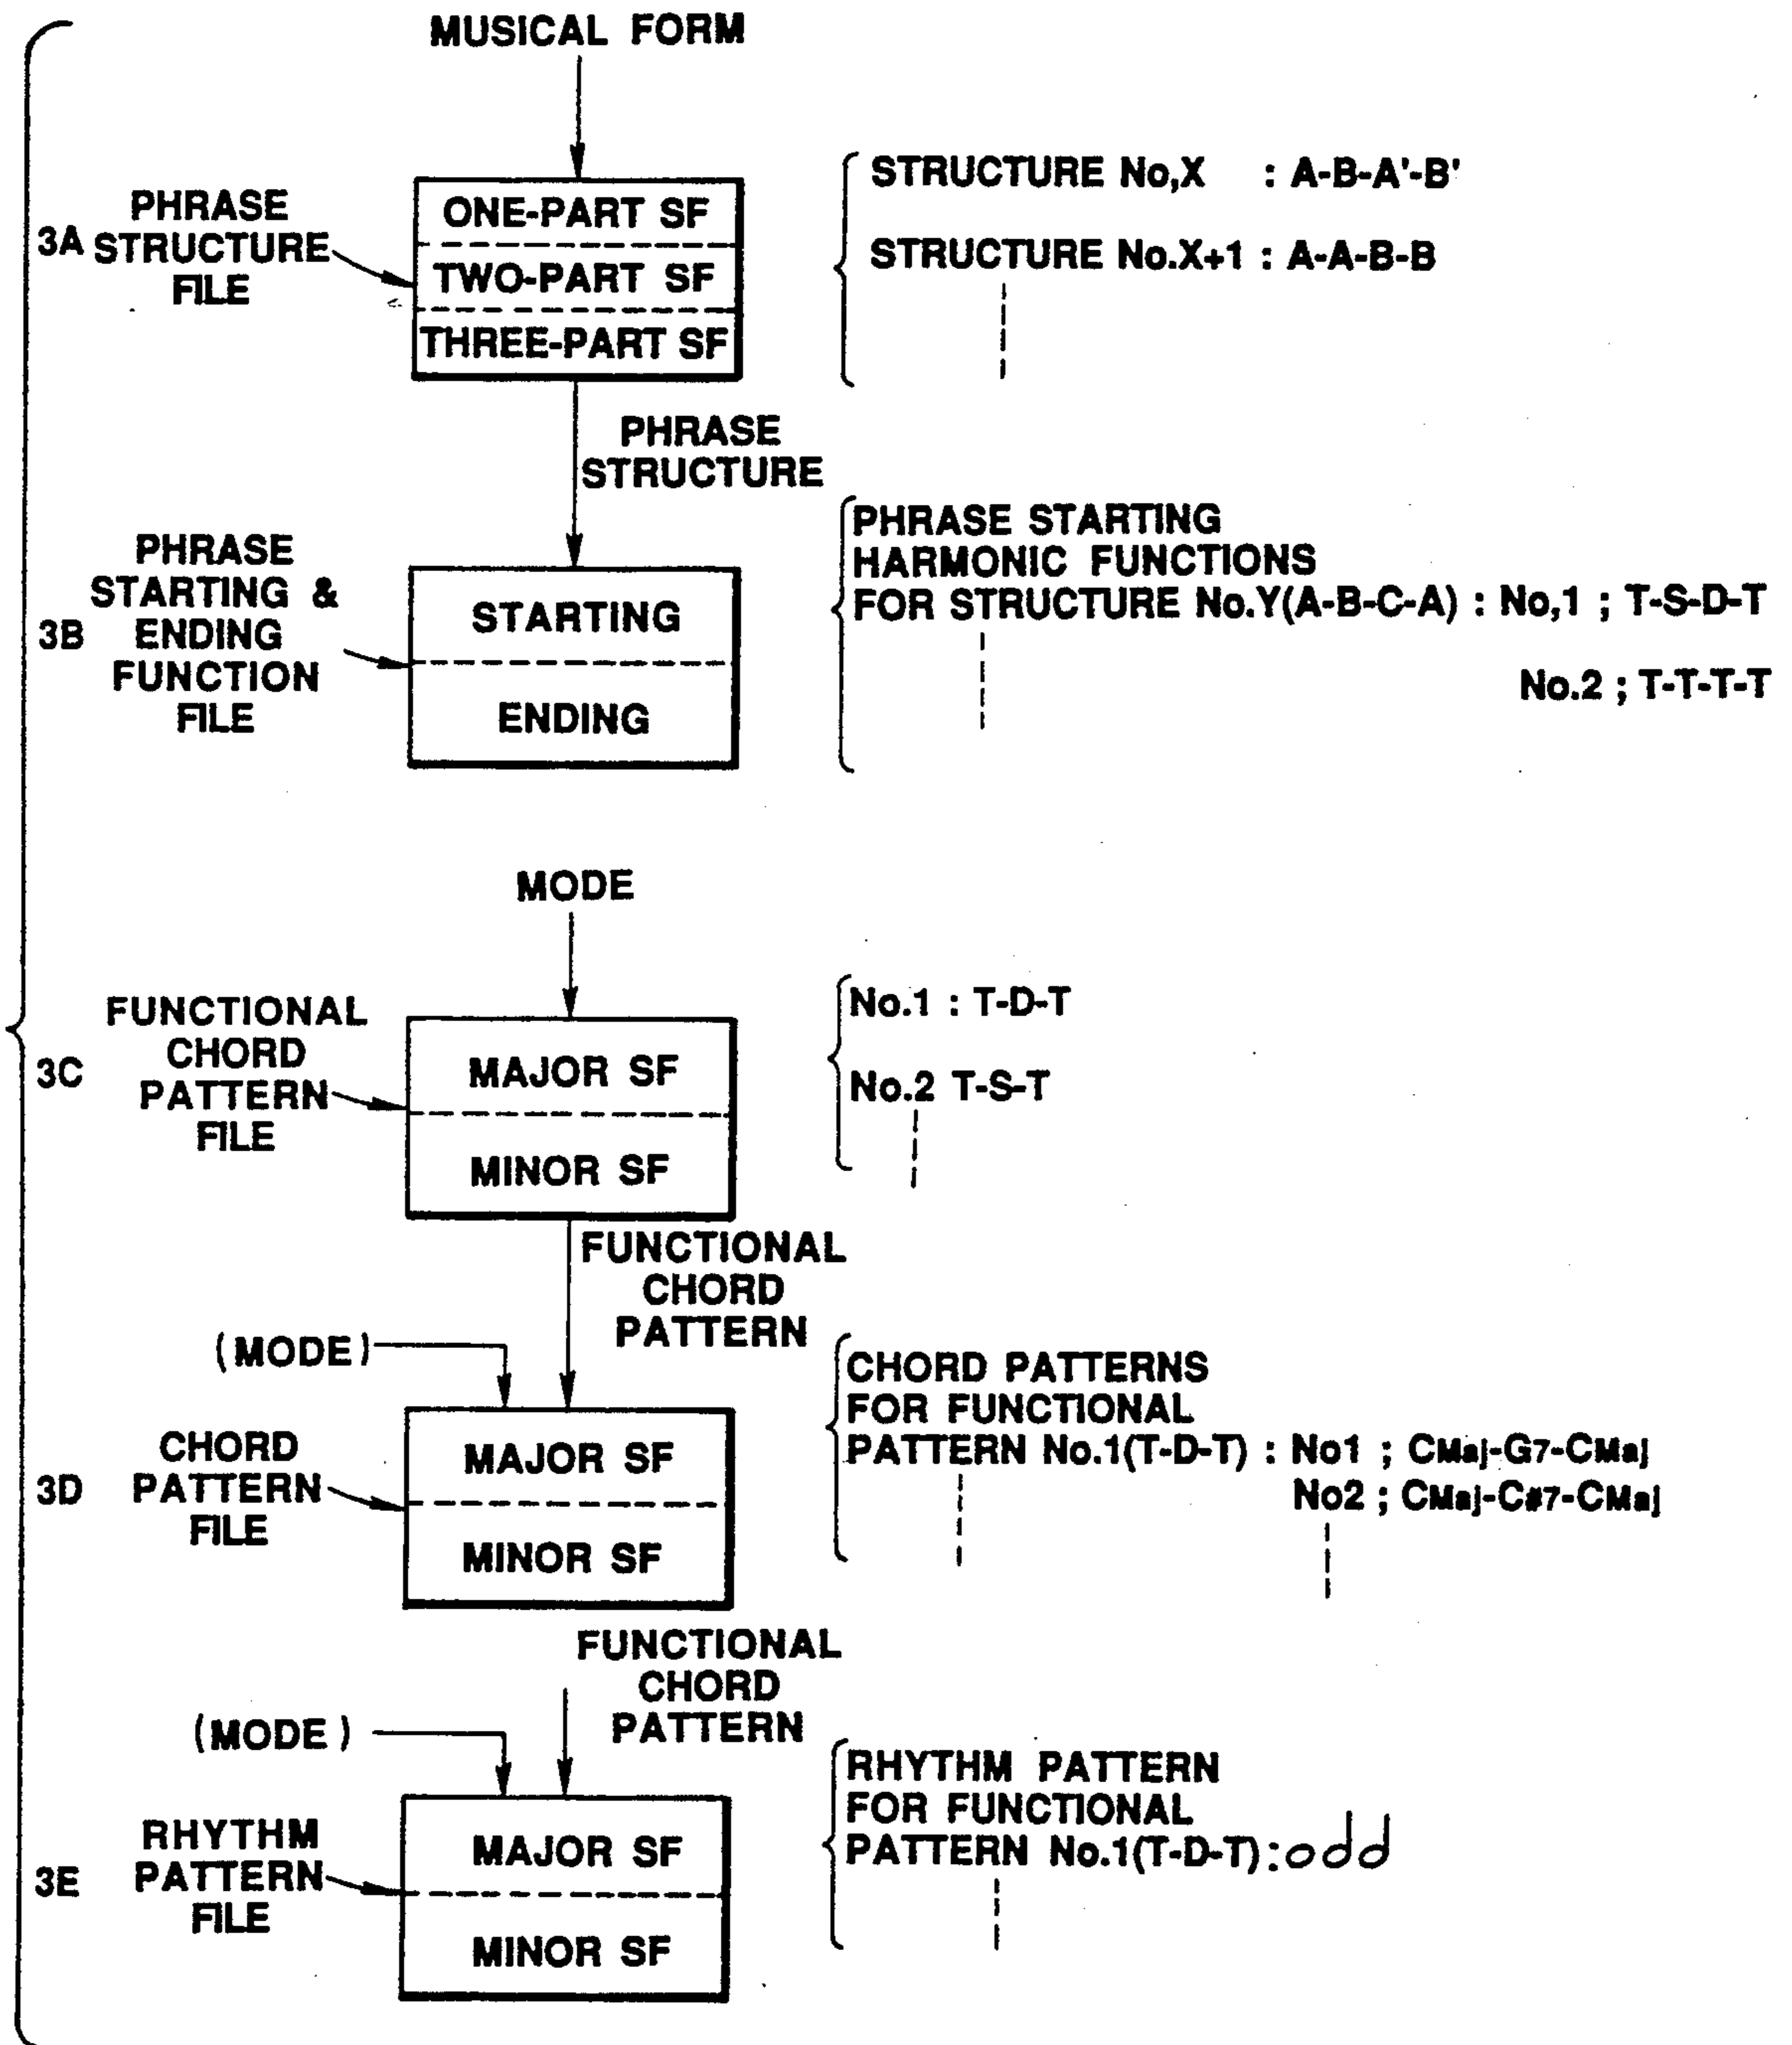 MUSICAL FORM
3A
PHRASE
STRUCTURE
FILE
ONE-PART SF
TWO-PART SF
THREE-PART SF
STRUCTURE No,X : A-B-A'-B'
STRUCTURE No.X+1 : A-A-B-B
PHRASE
STRUCTURE
3B
PHRASE
STARTING &
ENDING
FUNCTION
FILE
STARTING
ENDING
PHRASE STARTING
HARMONIC FUNCTIONS
FOR STRUCTURE No.Y(A-B-C-A) : No,1 ; T-S-D-T
No.2 ; T-T-T-T
MODE
3C
FUNCTIONAL
CHORD
PATTERN
FILE
MAJOR SF
MINOR SF
No.1 : T-D-T
No.2 T-S-T
FUNCTIONAL
CHORD
PATTERN
(MODE)
3D
CHORD
PATTERN
FILE
MAJOR SF
MINOR SF
CHORD PATTERNS
FOR FUNCTIONAL
PATTERN No.1(T-D-T) : No1 ; CMaj-G7-CMaj
No2 ; CMaj-C#7-CMaj
FUNCTIONAL
CHORD
PATTERN
(MODE)
3E
RHYTHM
PATTERN
FILE
MAJOR SF
MINOR SF
RHYTHM PATTERN
FOR FUNCTIONAL
PATTERN No.1(T-D-T):